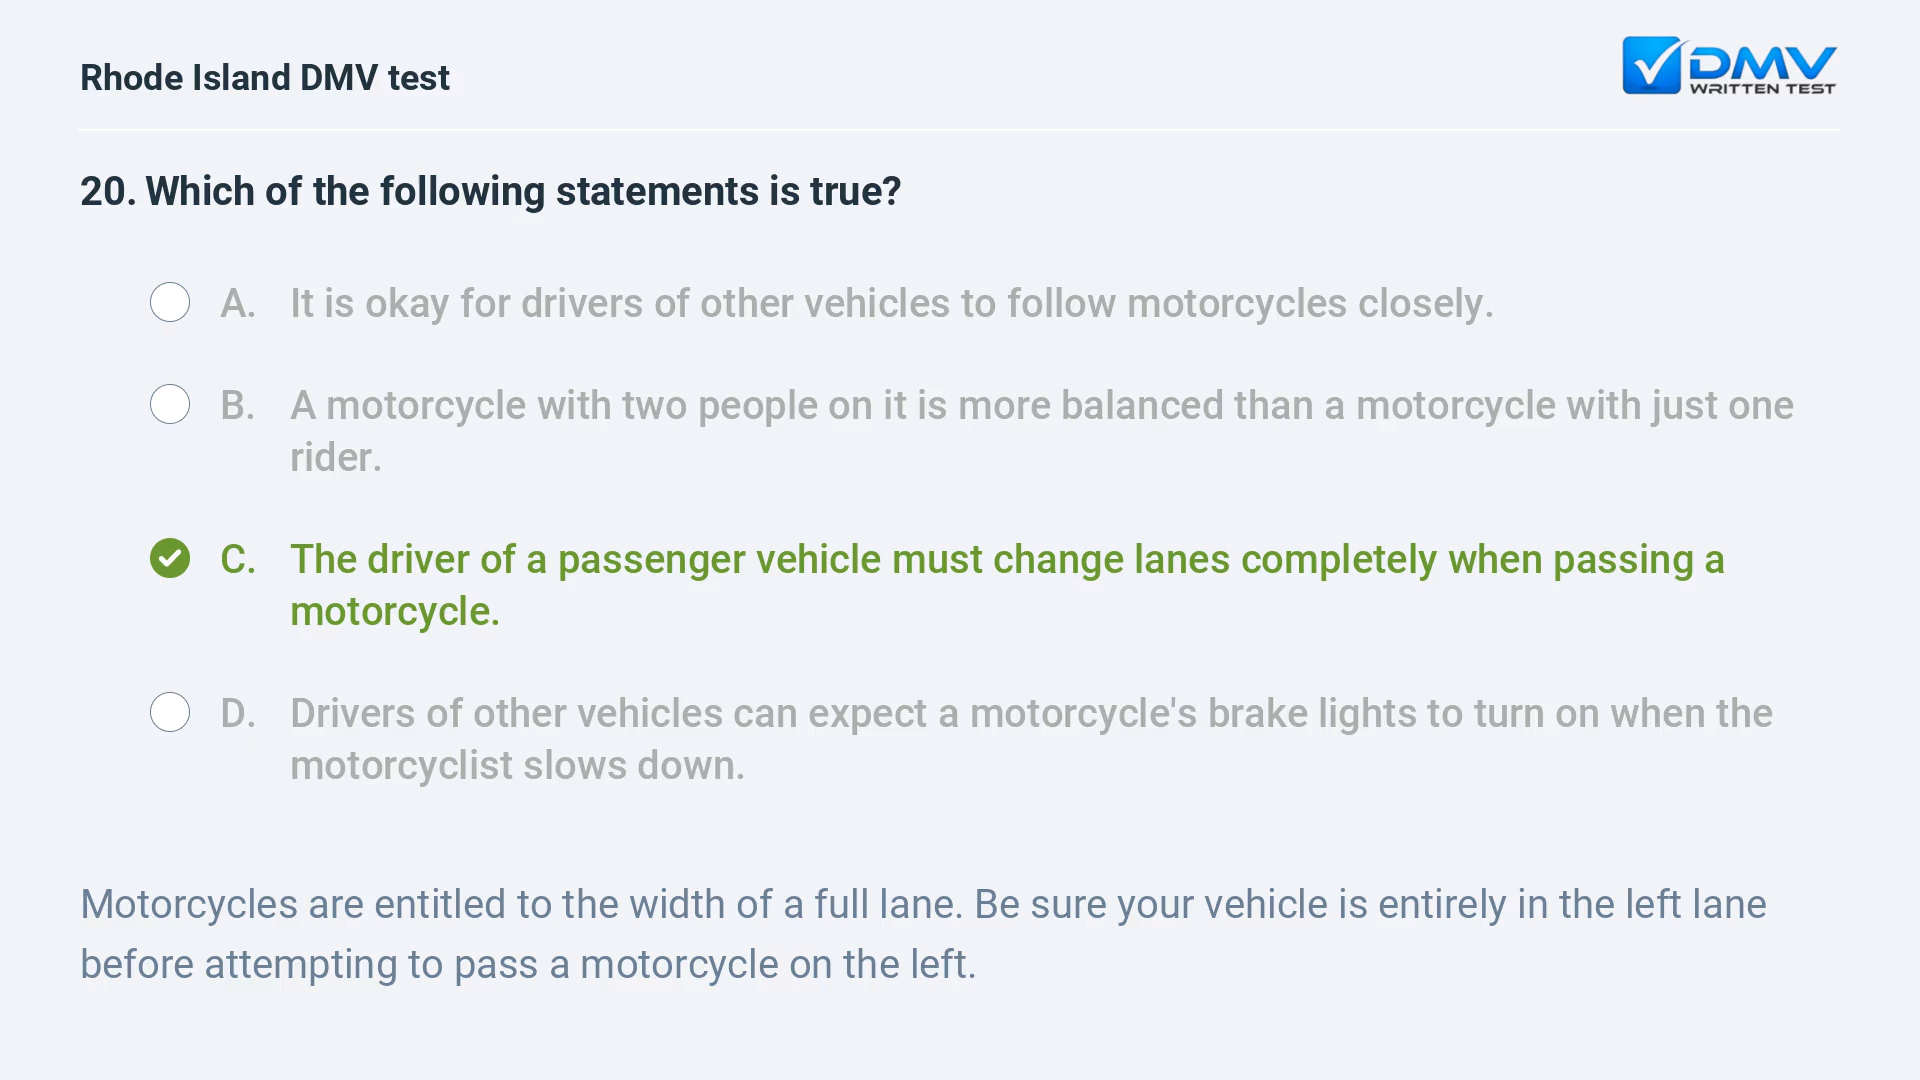 Rhode Island DMV test
DMV
WRITTEN TEST
20. Which of the following statements is true?
A. It is okay for drivers of other vehicles to follow motorcycles closely.
B. A motorcycle with two people on it is more balanced than a motorcycle with just one
rider.
C. The driver of a passenger vehicle must change lanes completely when passing a
motorcycle.
D. Drivers of other vehicles can expect a motorcycle's brake lights to turn on when the
motorcyclist slows down.
Motorcycles are entitled to the width of a full lane. Be sure your vehicle is entirely in the left lane
before attempting to pass a motorcycle on the left.